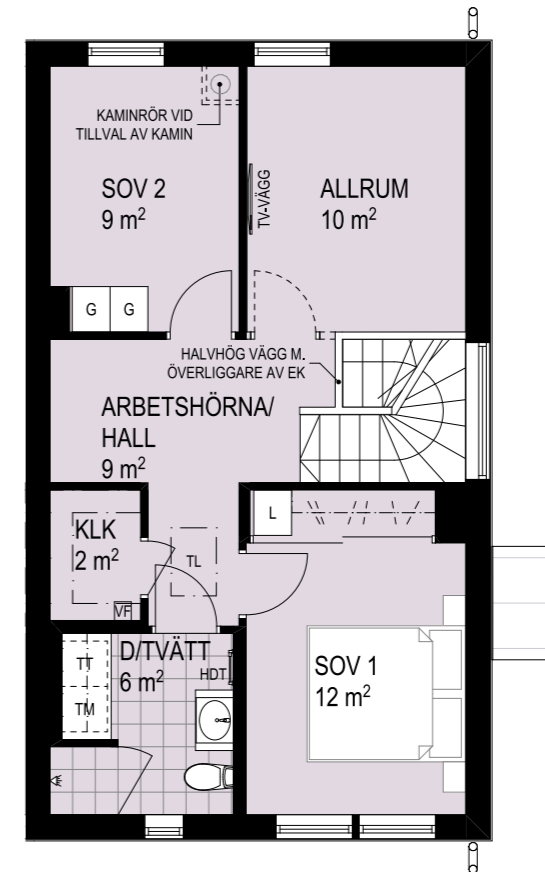 KAMINRÖR VID
TILLVAL AV KAMIN
SOV 2
9 m²
TV-VÄGG
ALLRUM
10 m²
G G
HALVHÖG VÄGG M.
ÖVERLIGGARE AV EK
ARBETSHÖRNA/
HALL
9 m²
L
KLK
2 m²
TL
VF
D/TVÄTT
6 m²
HDT
TT
TM
SOV 1
12 m²